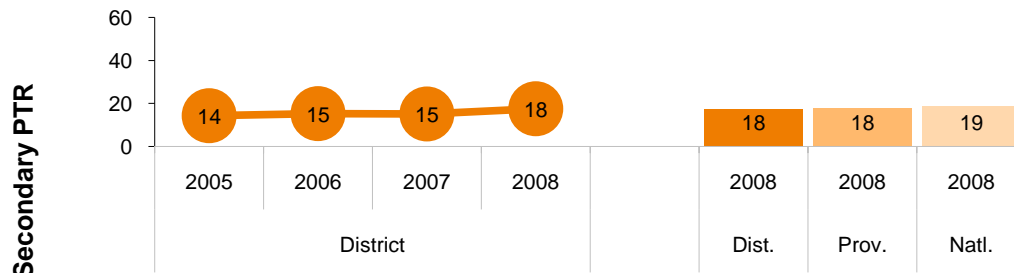 Secondary PTR
60
40
20
0
14 15 15 18 18 18 19
2005 2006 2007 2008 2008 2008 2008
District Dist. Prov. Natl.